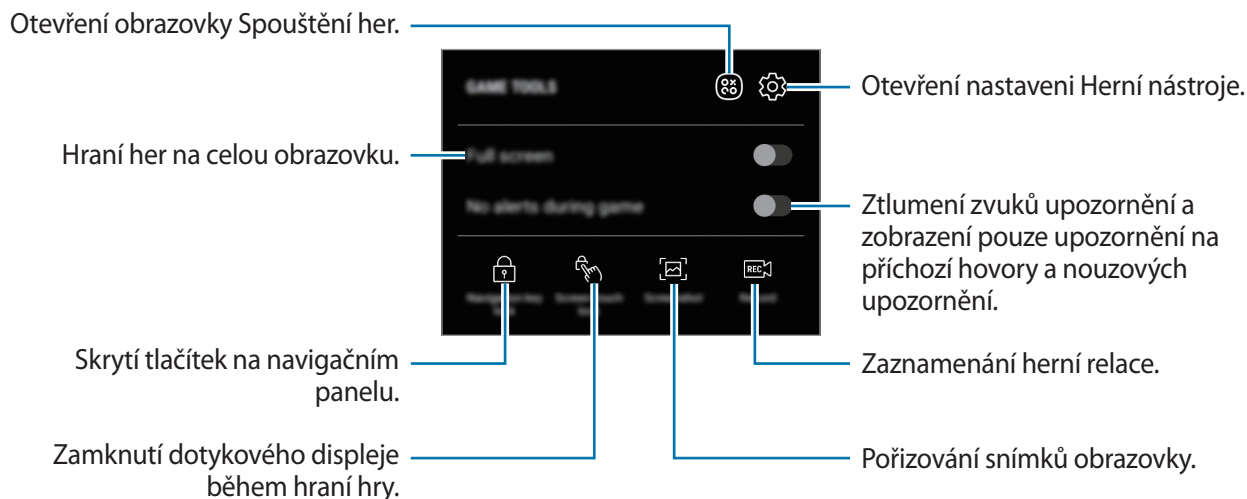 Otevření obrazovky Spouštění her.
GAME TOOLS
Otevření nastaveni Herní nástroje.
Hraní her na celou obrazovku.
Full screen
No alerts during game
Ztlumení zvuků upozornění a
zobrazení pouze upozornění na
příchozí hovory a nouzových
upozornění.
REC
Skrytí tlačítek na navigačním
panelu.
Zaznamenání herní relace.
Zamknutí dotykového displeje
během hraní hry.
Pořizování snímků obrazovky.